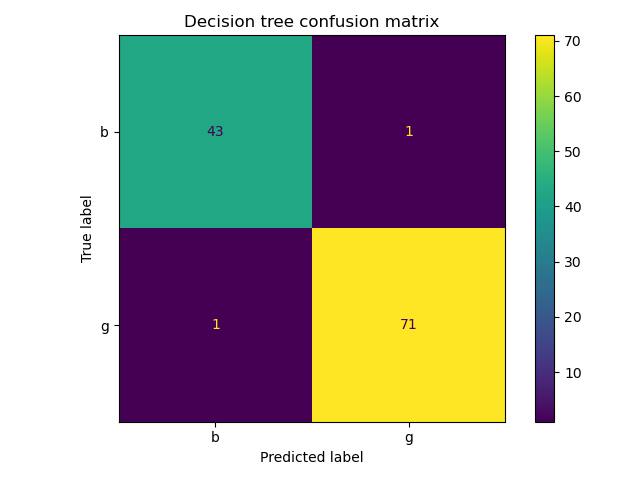 Decision tree confusion matrix
True label
b
43
1
g
1
71
b
g
Predicted label
70
60
50
40
30
20
10